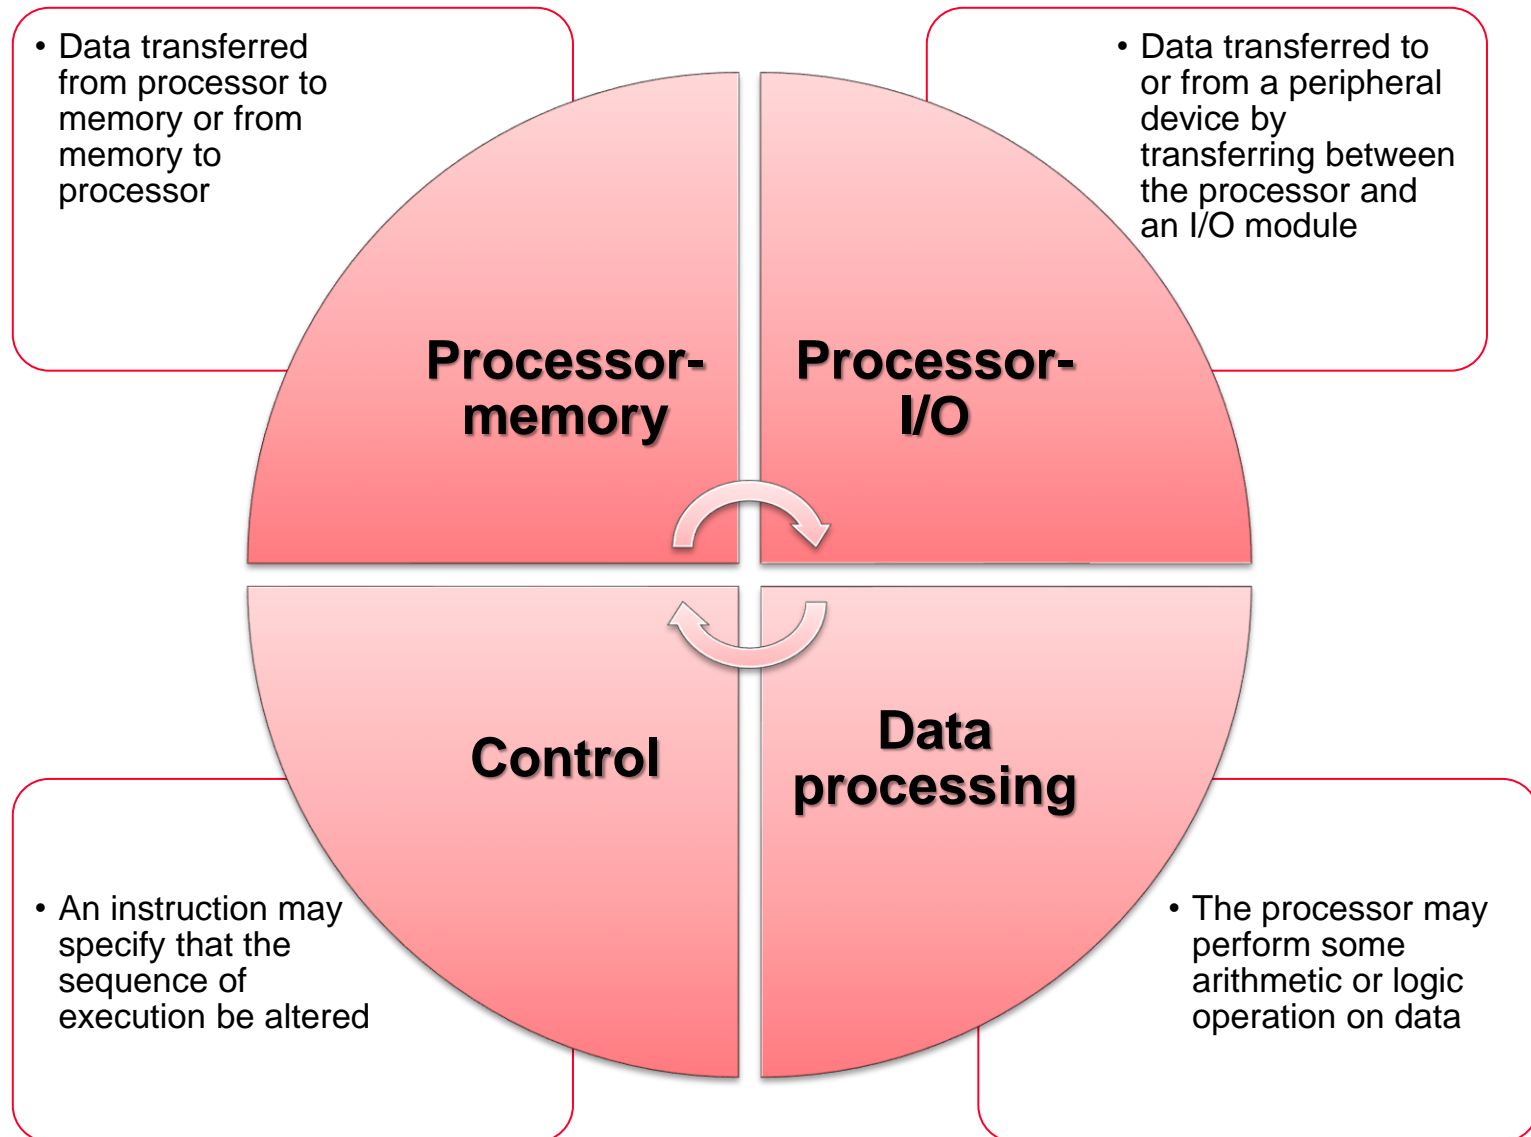 • Data transferred
from processor to
memory or from
memory to
processor
• Data transferred to
or from a peripheral
device by
transferring between
the processor and
an I/O module
Processor-
memory
Processor-
I/O
Control
Data
processing
• An instruction may
specify that the
sequence of
execution be altered
• The processor may
perform some
arithmetic or logic
operation on data